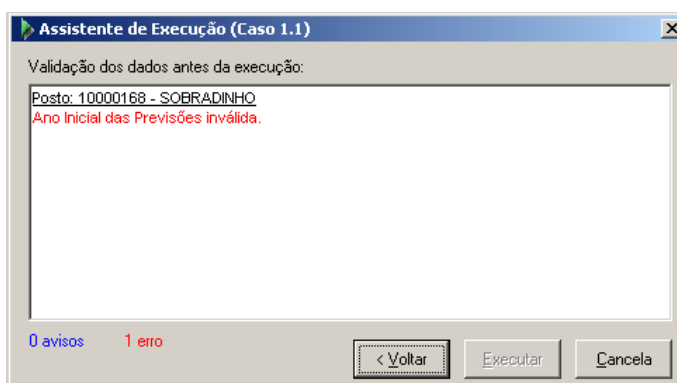 Assistente de Execução (Caso 1.1)
Validação dos dados antes da execução:
Posto: 10000168 - SOBRADINHO
Ano Inicial das Previsões inválida.
0 avisos 1 erro
< Voltar Executar Cancela